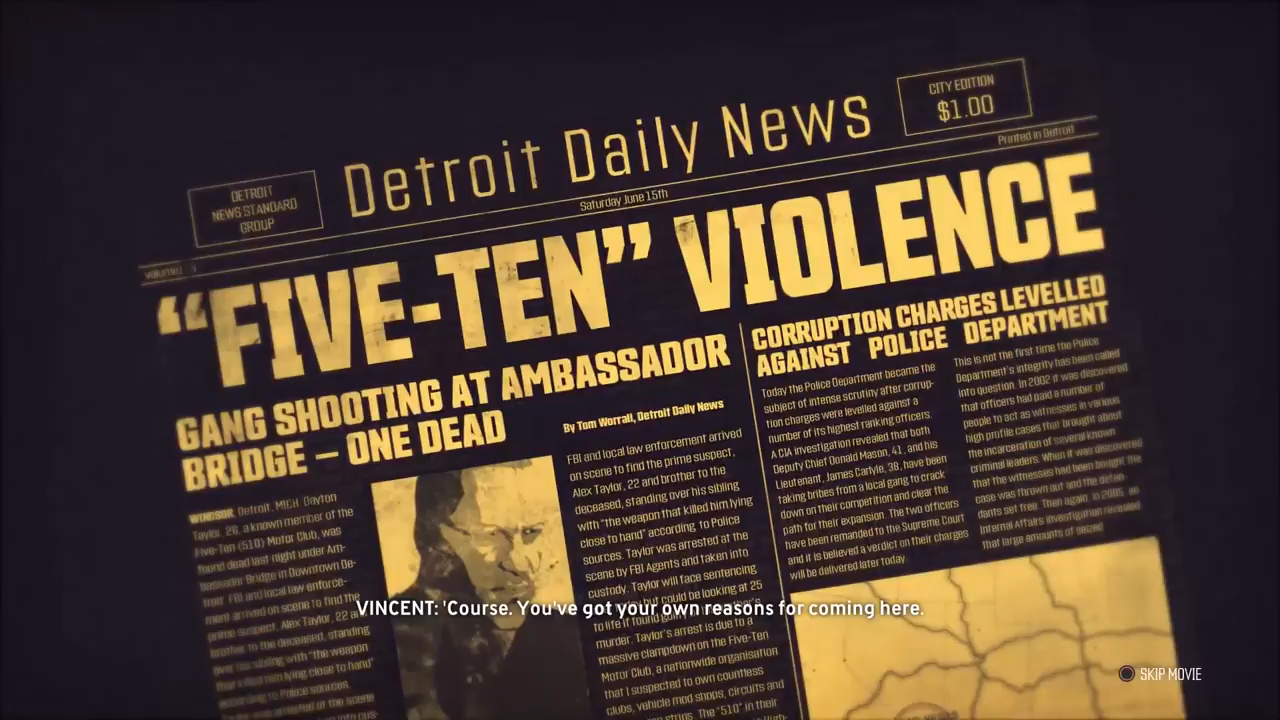 DETROIT
NEWS STANDARD
GROUP
Detroit Daily News
CITY EDITION
$1.00
Saturday June 15th
Printed in Detroit
"FIVE-TEN" VIOLENCE
GANG SHOOTING AT AMBASSADOR
BRIDGE – ONE DEAD
By Tom Worrall, Detroit Daily News
WINDSOR, Detroit, MICH. Dayton
Taylor, 26, a known member of the
Five-Ten (510) Motor Club, was
found dead last night under Am-
bassador Bridge in Downtown De-
troit. FBI and local law enforce-
ment arrived on scene to find the
prime suspect, Alex Taylor, 22 an
brother to the deceased, standing
over his sibling with "the weapon
that killed him lying close to hand"
according to Police sources.
FBI and local law enforcement arrived
on scene to find the prime suspect,
Alex Taylor, 22 and brother to the
deceased, standing over his sibling
with "the weapon that killed him lying
close to hand" according to Police
sources. Taylor was arrested at the
scene by FBI Agents and taken into
custody. Taylor will face sentencing
but could be looking at 25
to life if found
murder. Taylor's arrest is due to a
massive clampdown on the Five-Ten
Motor Club, a nationwide organisation
that I suspected to own countless
clubs, vehicle mod shops, circuits and
strips. The "510" in their
CORRUPTION CHARGES LEVELLED
AGAINST POLICE DEPARTMENT
Today the Police Department became the
subject of intense scrutiny after corrup-
tion charges were levelled against a
number of its highest ranking officers.
A CIA investigation revealed that both
Deputy Chief Donald Mason, 41, and his
Lieutenant, James Carlyle, 38, have been
taking bribes from a local gang to crack
down on their competition and clear the
path for their expansion. The two officers
have been remanded to the Supreme Court
and it is believed a verdict on their charges
will be delivered later today.
This is not the first time the Police
Department's integrity has been called
into question. In 2002 it was discovered
that officers had paid a number of
people to act as witnesses in various
high profile cases that brought about
the incarceration of several known
criminal leaders. When it was discovered
that the witnesses had been bought the
case was thrown out and the defen-
dants set free. Then again, in 2005, an
Internal Affairs investigation revealed
that large amounts of seized
VINCENT: 'Course. You've got your own reasons for coming here.
SKIP MOVIE